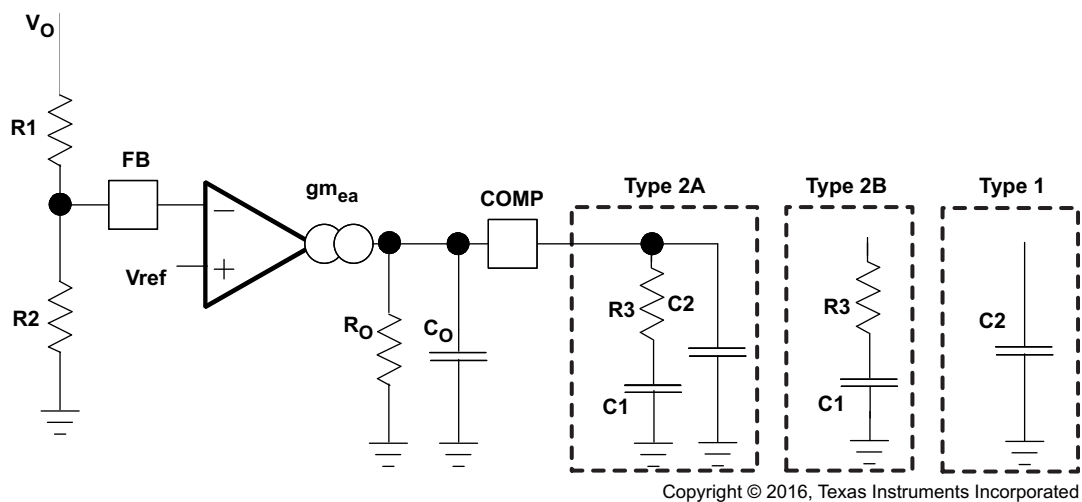 VO
R1
FB
gmea
COMP
Type 2A
Type 2B
Type 1
Vref
R2
RO
CO
R3
C2
C1
R3
C1
C2
Copyright © 2016, Texas Instruments Incorporated